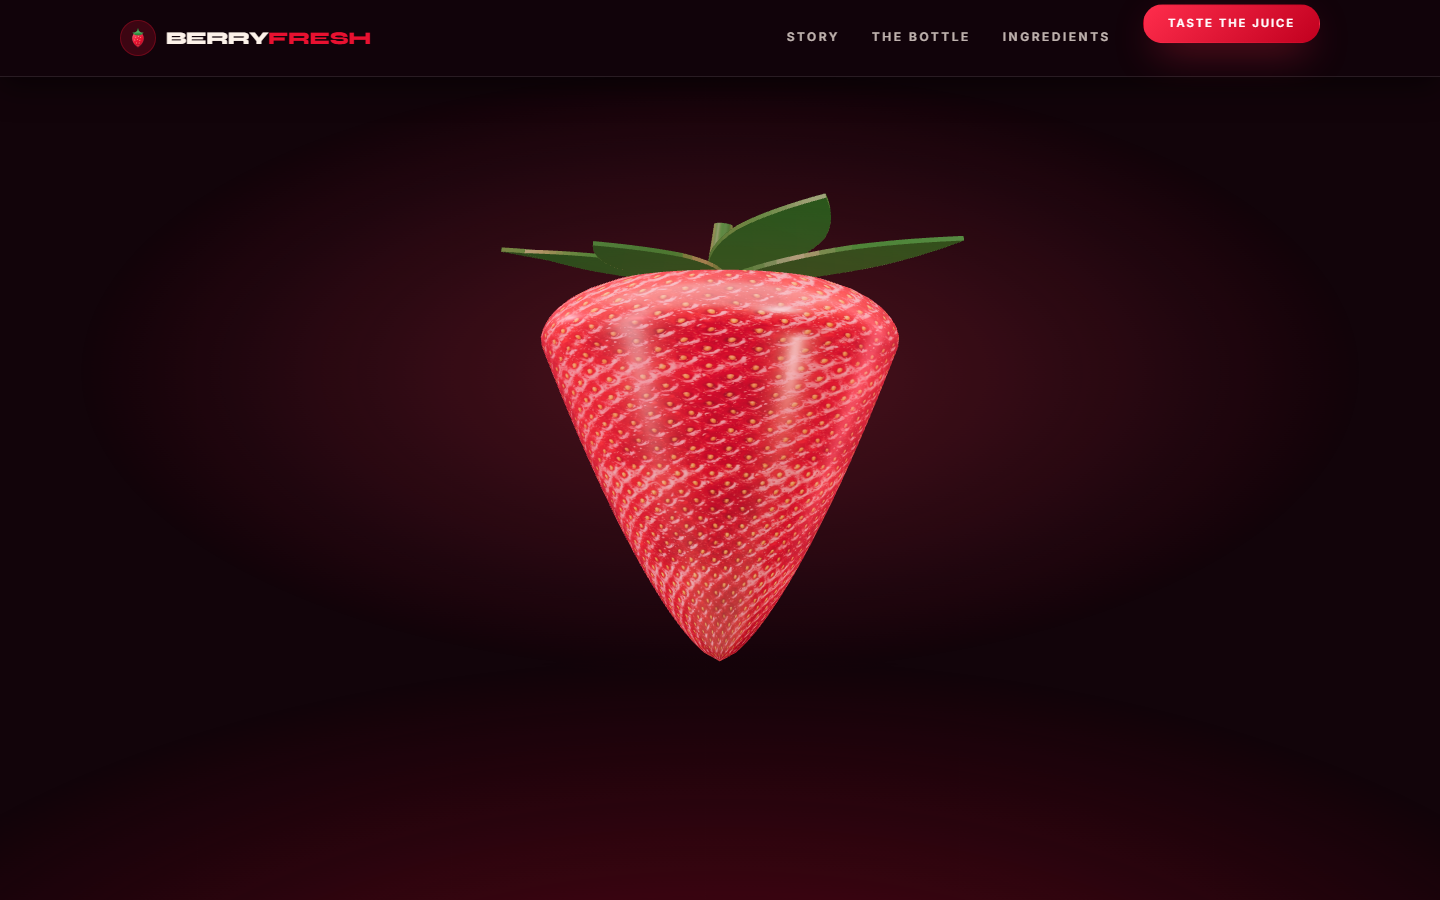 BERRYFRESH
STORY
THE BOTTLE
INGREDIENTS
TASTE THE JUICE